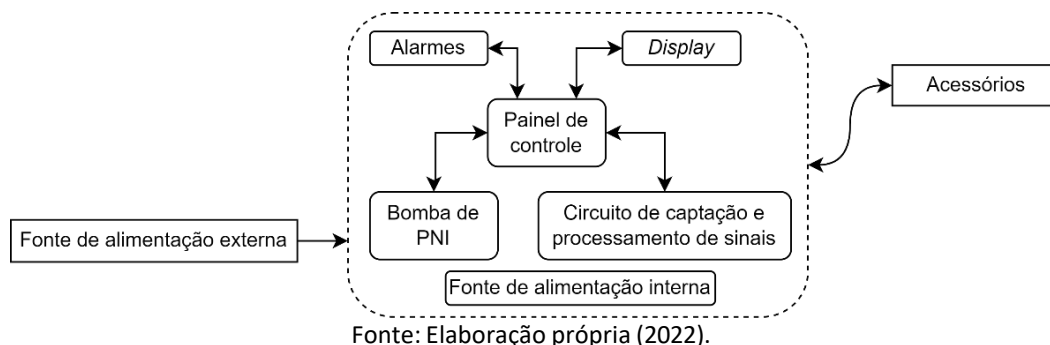 Alarmes
Display
Acessórios
Painel de
controle
Bomba de
PNI
Circuito de captação e
processamento de sinais
Fonte de alimentação externa
Fonte de alimentação interna
Fonte: Elaboração própria (2022).